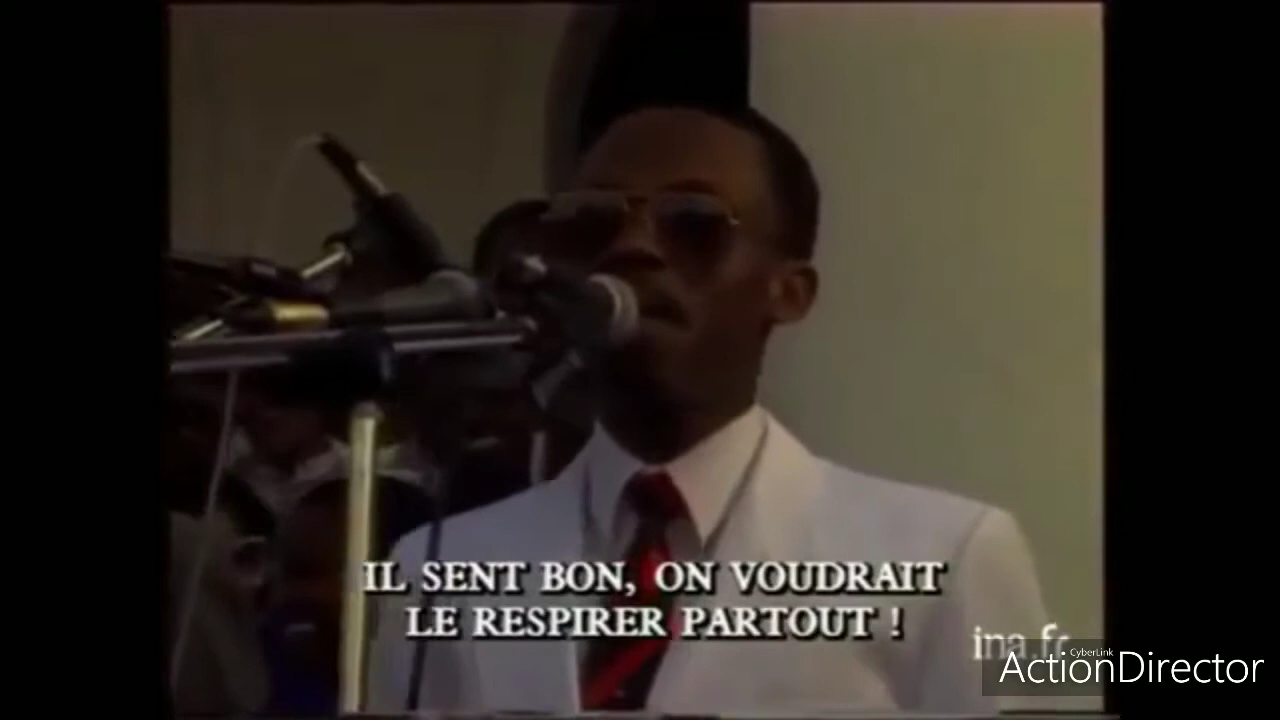 IL SENT BON, ON VOUDRAIT
LE RESPIRER PARTOUT !
ina.fr
CyberLink
ActionDirector